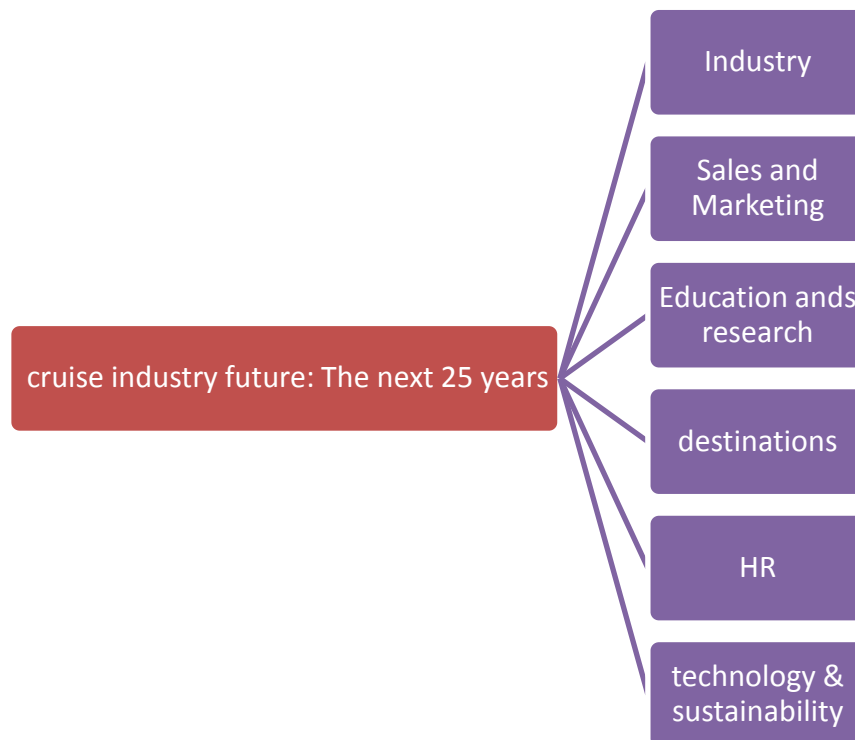 Industry
Sales and
Marketing
Education ands
research
cruise industry future: The next 25 years
destinations
HR
technology &
sustainability